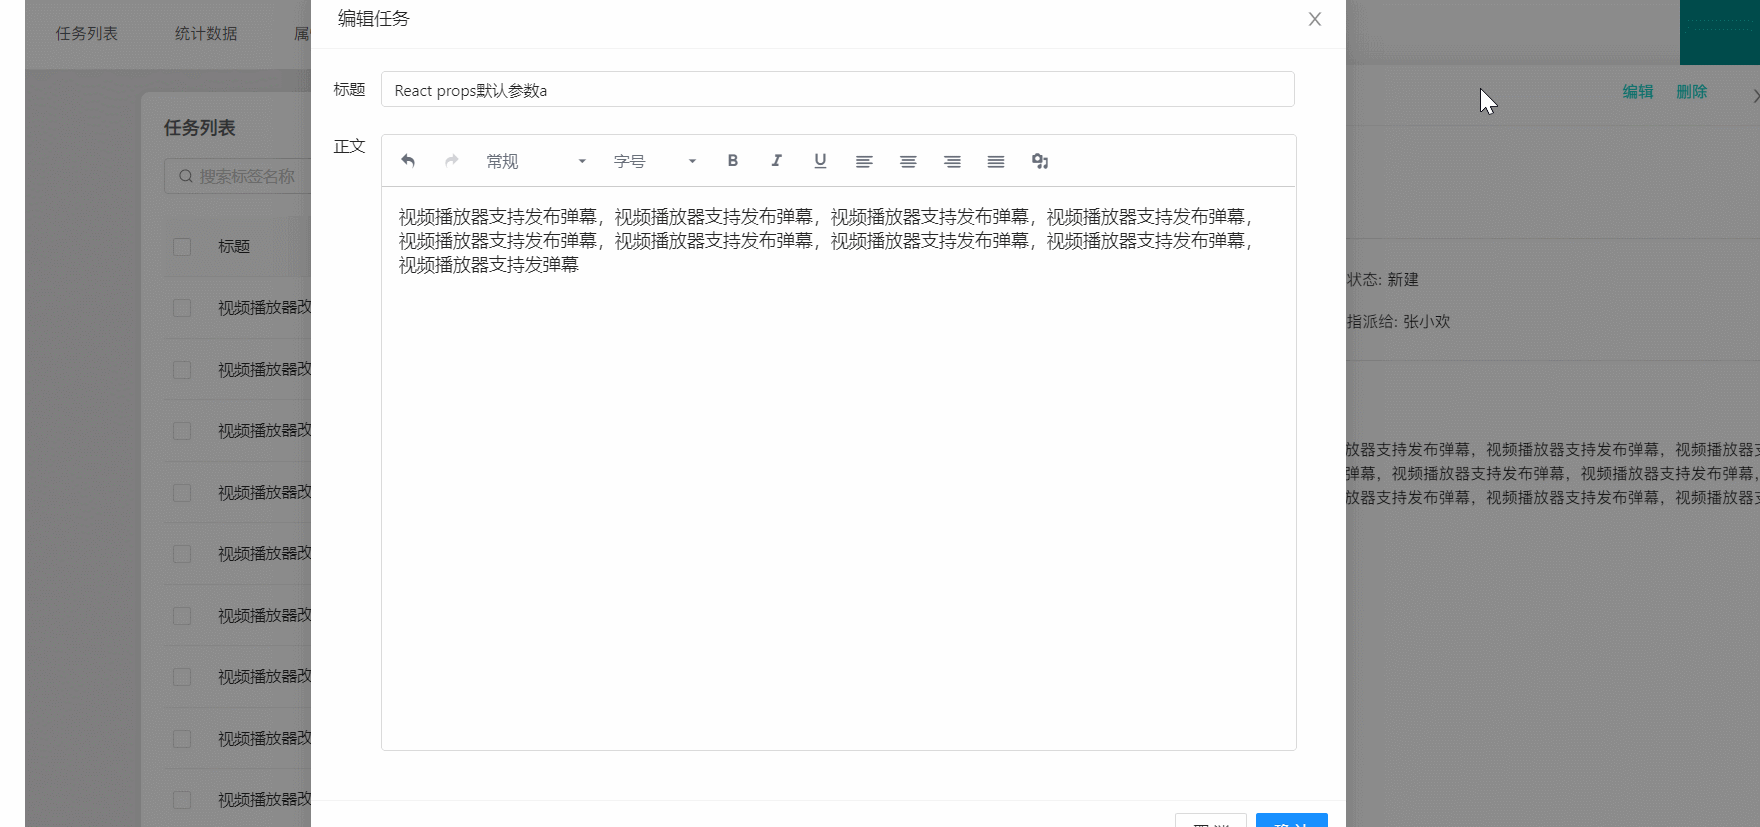 任务列表
统计数据
属
编辑任务
标题
React props默认参数a
正文
常规
字号
B
I
U
视频播放器支持发布弹幕，视频播放器支持发布弹幕，视频播放器支持发布弹幕，视频播放器支持发布弹幕，
视频播放器支持发布弹幕，视频播放器支持发布弹幕，视频播放器支持发布弹幕，视频播放器支持发布弹幕，
视频播放器支持发弹幕
任务列表
搜索标签名称
标题
视频播放器改
视频播放器改
视频播放器改
视频播放器改
视频播放器改
视频播放器改
视频播放器改
视频播放器改
视频播放器改
编辑
删除
状态: 新建
指派给: 张小欢
放器支持发布弹幕，视频播放器支持发布弹幕，视频播放器支
弹幕，视频播放器支持发布弹幕，视频播放器支持发布弹幕，
放器支持发布弹幕，视频播放器支持发布弹幕，视频播放器支